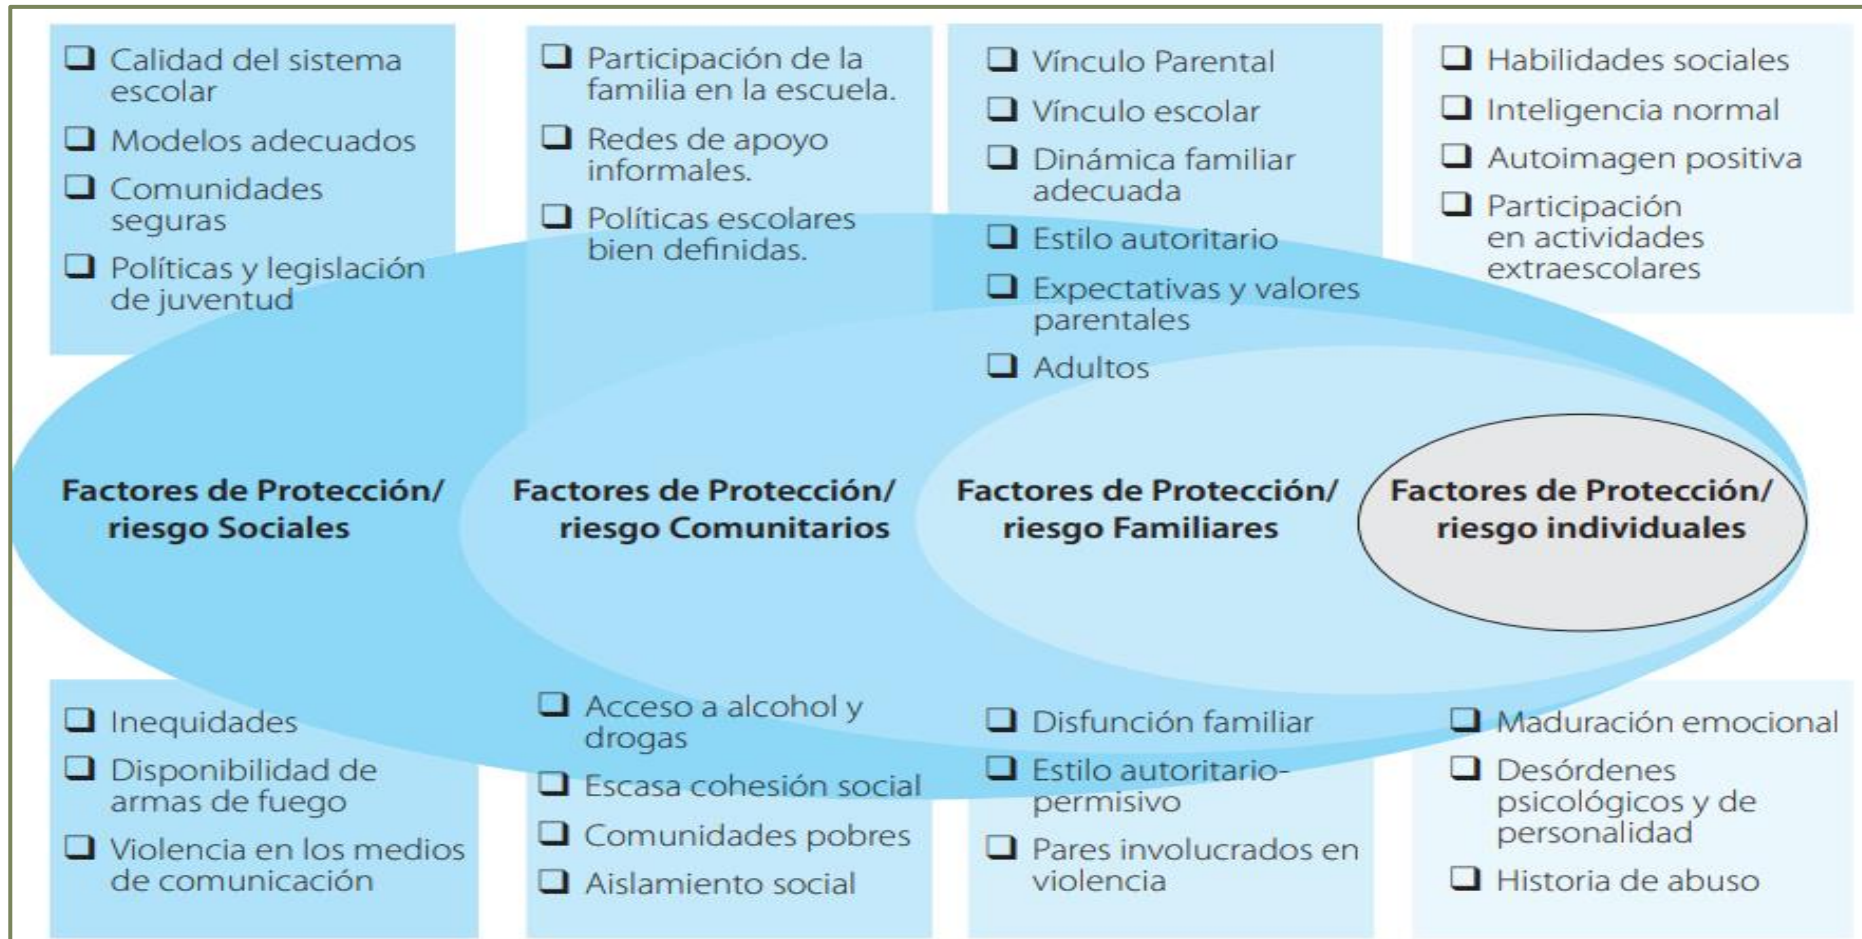 Calidad del sistema
escolar
Modelos adecuados
Comunidades
seguras
Políticas y legislación
de juventud
Participación de la
familia en la escuela.
Redes de apoyo
informales.
Políticas escolares
bien definidas.
Vínculo Parental
Vínculo escolar
Dinámica familiar
adecuada
Estilo autoritario
Expectativas y valores
parentales
Adultos
Habilidades sociales
Inteligencia normal
Autoimagen positiva
Participación
en actividades
extraescolares
Factores de Protección/
riesgo Sociales
Factores de Protección/
riesgo Comunitarios
Factores de Protección/
riesgo Familiares
Factores de Protección/
riesgo individuales
Inequidades
Disponibilidad de
armas de fuego
Violencia en los medios
de comunicación
Acceso a alcohol y
drogas
Escasa cohesión social
Comunidades pobres
Aislamiento social
Disfunción familiar
Estilo autoritario-
permisivo
Pares involucrados en
violencia
Maduración emocional
Desórdenes
psicológicos y de
personalidad
Historia de abuso